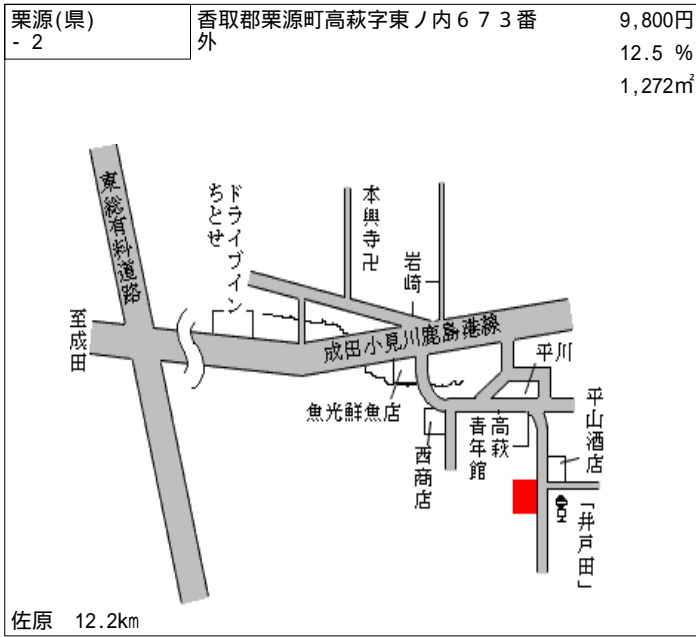 栗源(県)
- 2
香取郡栗源町高萩字東ノ内６７３番
外
9,800円
12.5 %
1,272㎡
東総有料道路
至成田
ドライブイン
ちとせ
本興寺卍
岩崎
成田小見川鹿島港線
魚光鮮魚店
西商店
高萩
青年館
平川
平山酒店
「井戸田」
佐原 12.2km